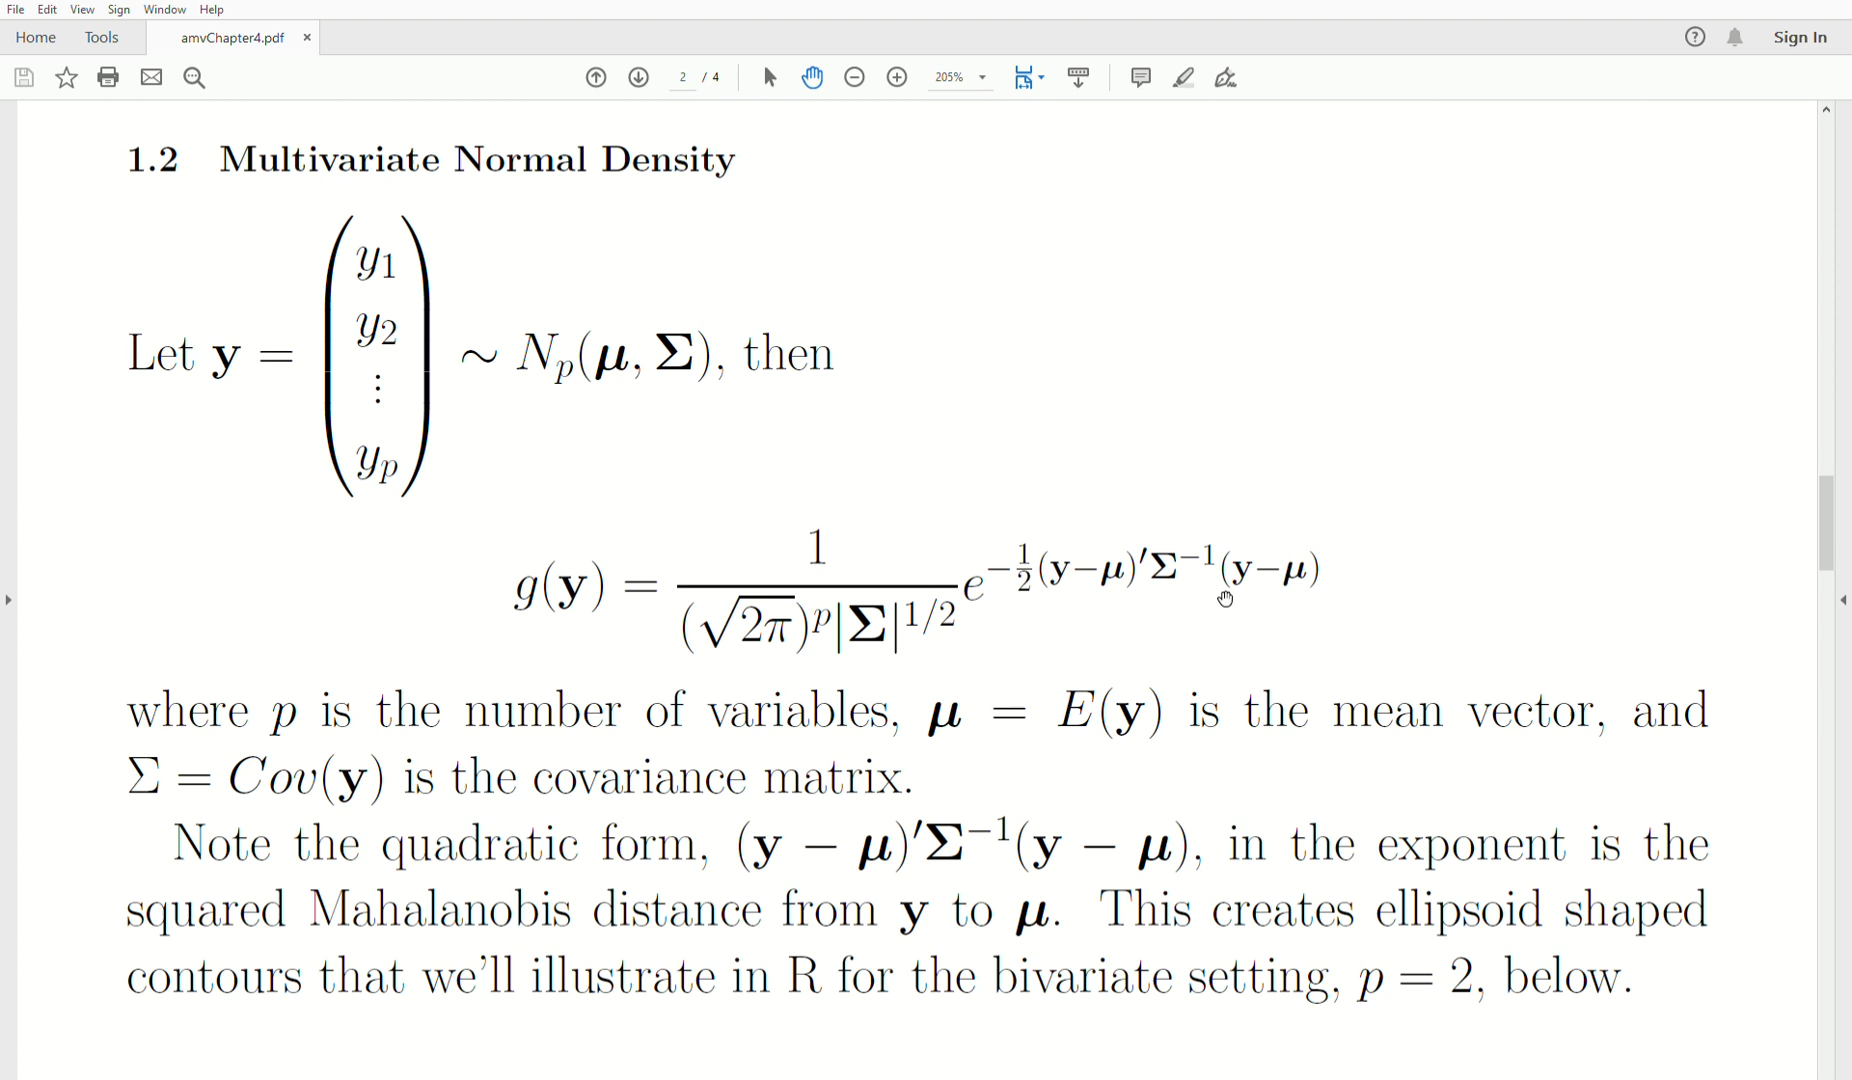 File Edit View Sign Window Help
Home Tools amvChapter4.pdf × Sign In
2 / 4 205%
1.2 Multivariate Normal Density
Let y = (y₁ y₂ ⋮ yₚ) ∼ Nₚ(μ, Σ), then
g(y) = 1 / ((√2π)ᵖ|Σ|^{1/2}) e^{−½(y−μ)′Σ⁻¹(y−μ)}
where p is the number of variables, μ = E(y) is the mean vector, and
Σ = Cov(y) is the covariance matrix.
Note the quadratic form, (y − μ)′Σ⁻¹(y − μ), in the exponent is the
squared Mahalanobis distance from y to μ. This creates ellipsoid shaped
contours that we'll illustrate in R for the bivariate setting, p = 2, below.